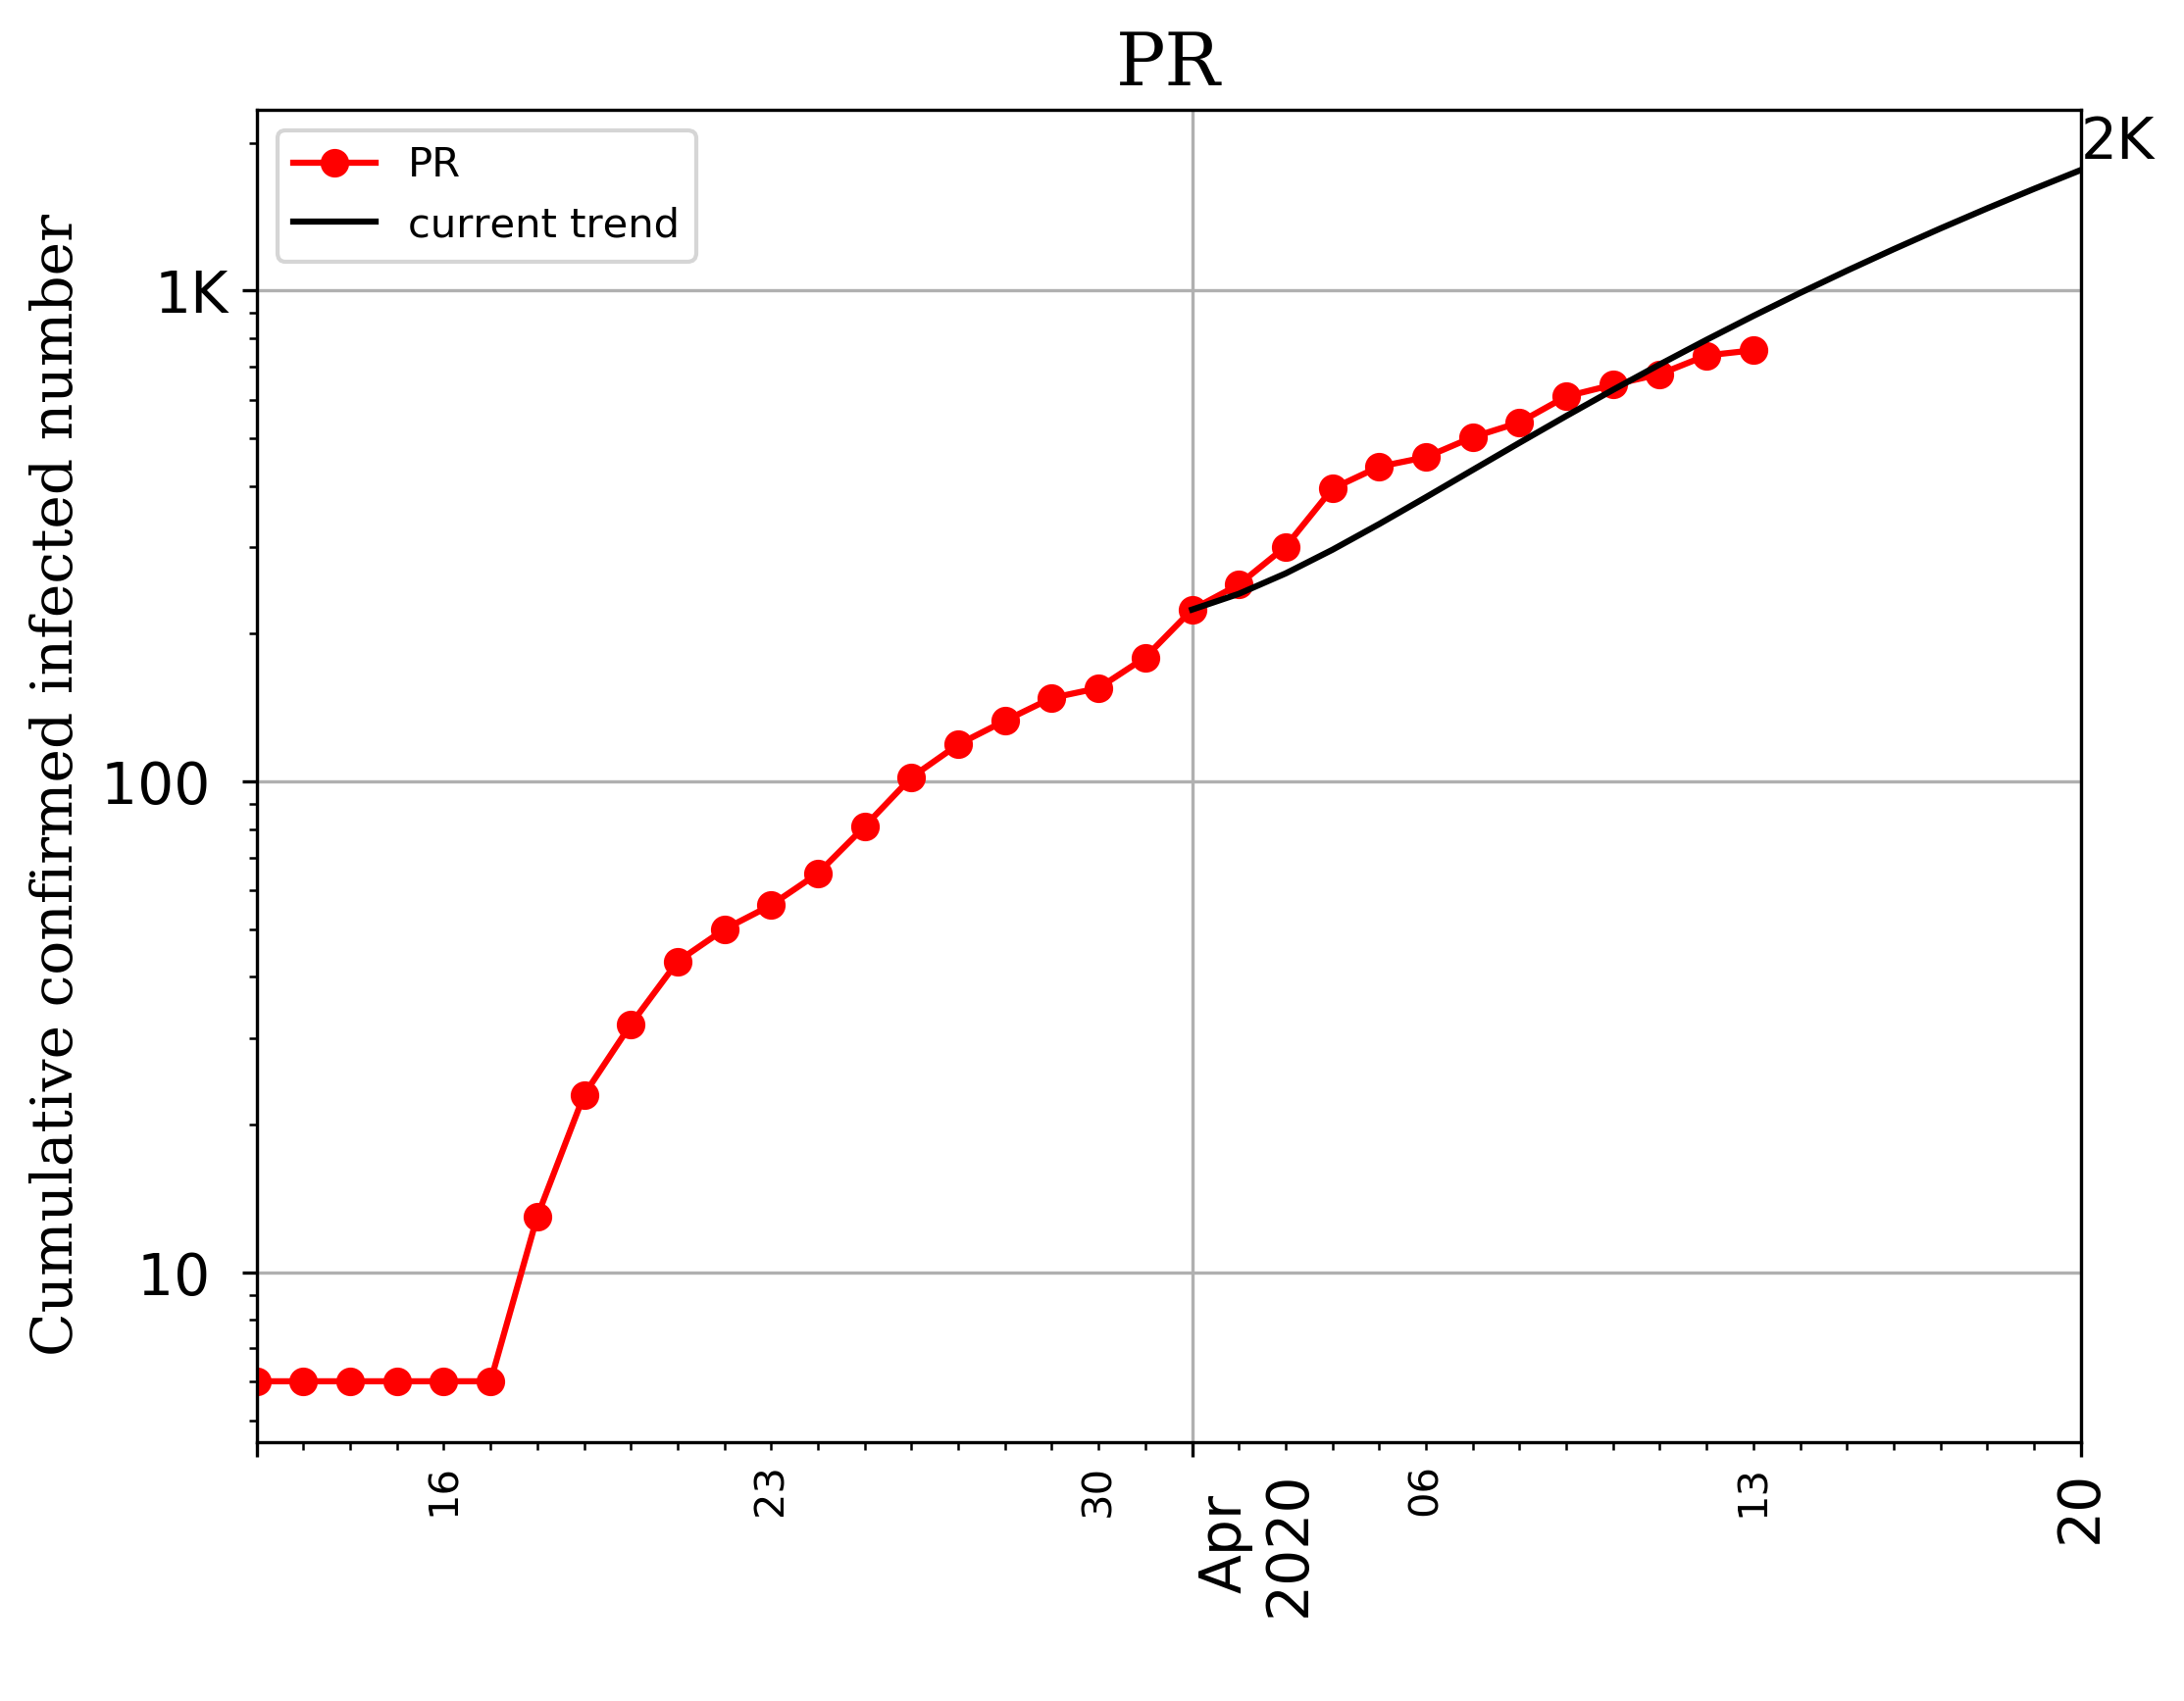 PR
2K
PR
current trend
Cumulative confirmed infected number
1K
100
10
16
23
30
Apr
2020
06
13
20